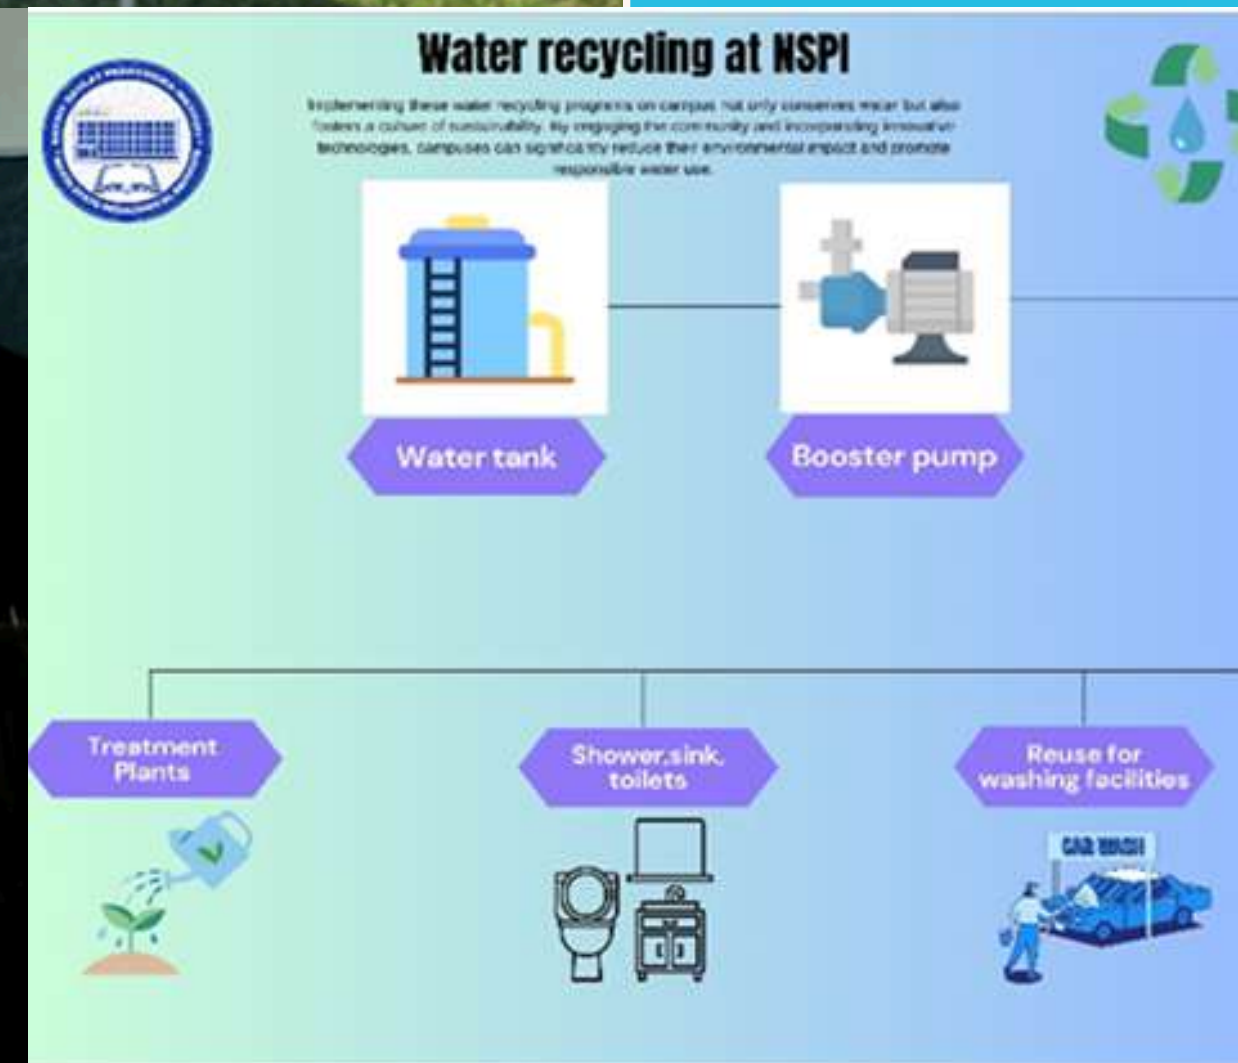 Water recycling at NSPI
Implementing these water recycling programs on campus not only conserves water but also
fosters a culture of sustainability. By engaging the community and incorporating innovative
technologies, campuses can significantly reduce their environmental impact and promote
responsible water use.
Water tank
Booster pump
Treatment
Plants
Shower,sink,
toilets
Reuse for
washing facilities
CAR WASH